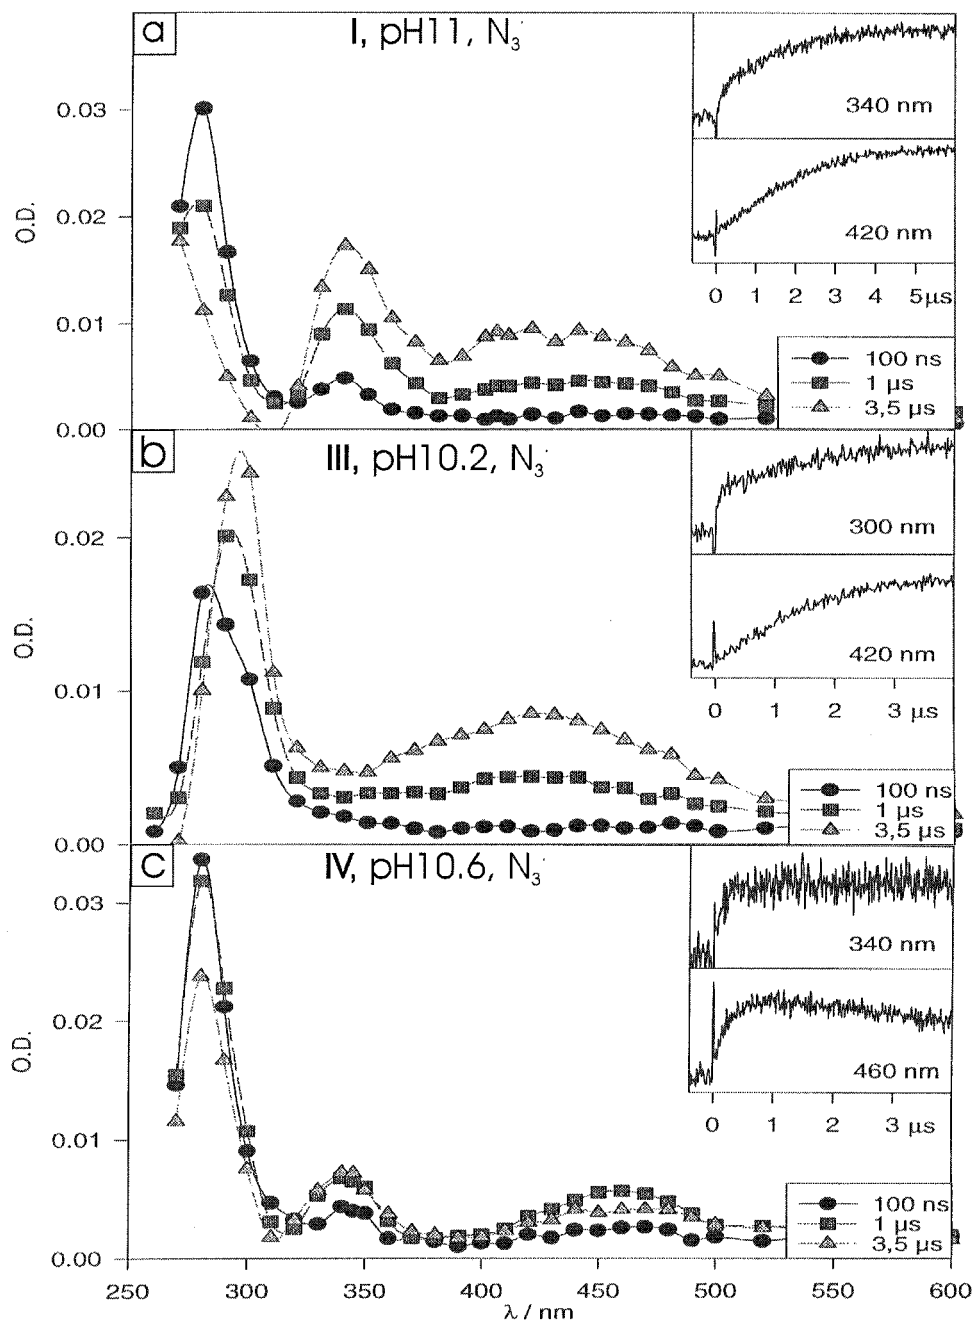 a
I, pH11, N3·
O.D.
0.03
0.02
0.01
0.00
340 nm
420 nm
0 1 2 3 4 5μs
100 ns
1 μs
3,5 μs
b
III, pH10.2, N3·
O.D.
0.02
0.01
0.00
300 nm
420 nm
0 1 2 3 μs
100 ns
1 μs
3,5 μs
c
IV, pH10.6, N3·
O.D.
0.03
0.02
0.01
0.00
340 nm
460 nm
0 1 2 3 μs
100 ns
1 μs
3,5 μs
250 300 350 400 450 500 550 600
λ / nm